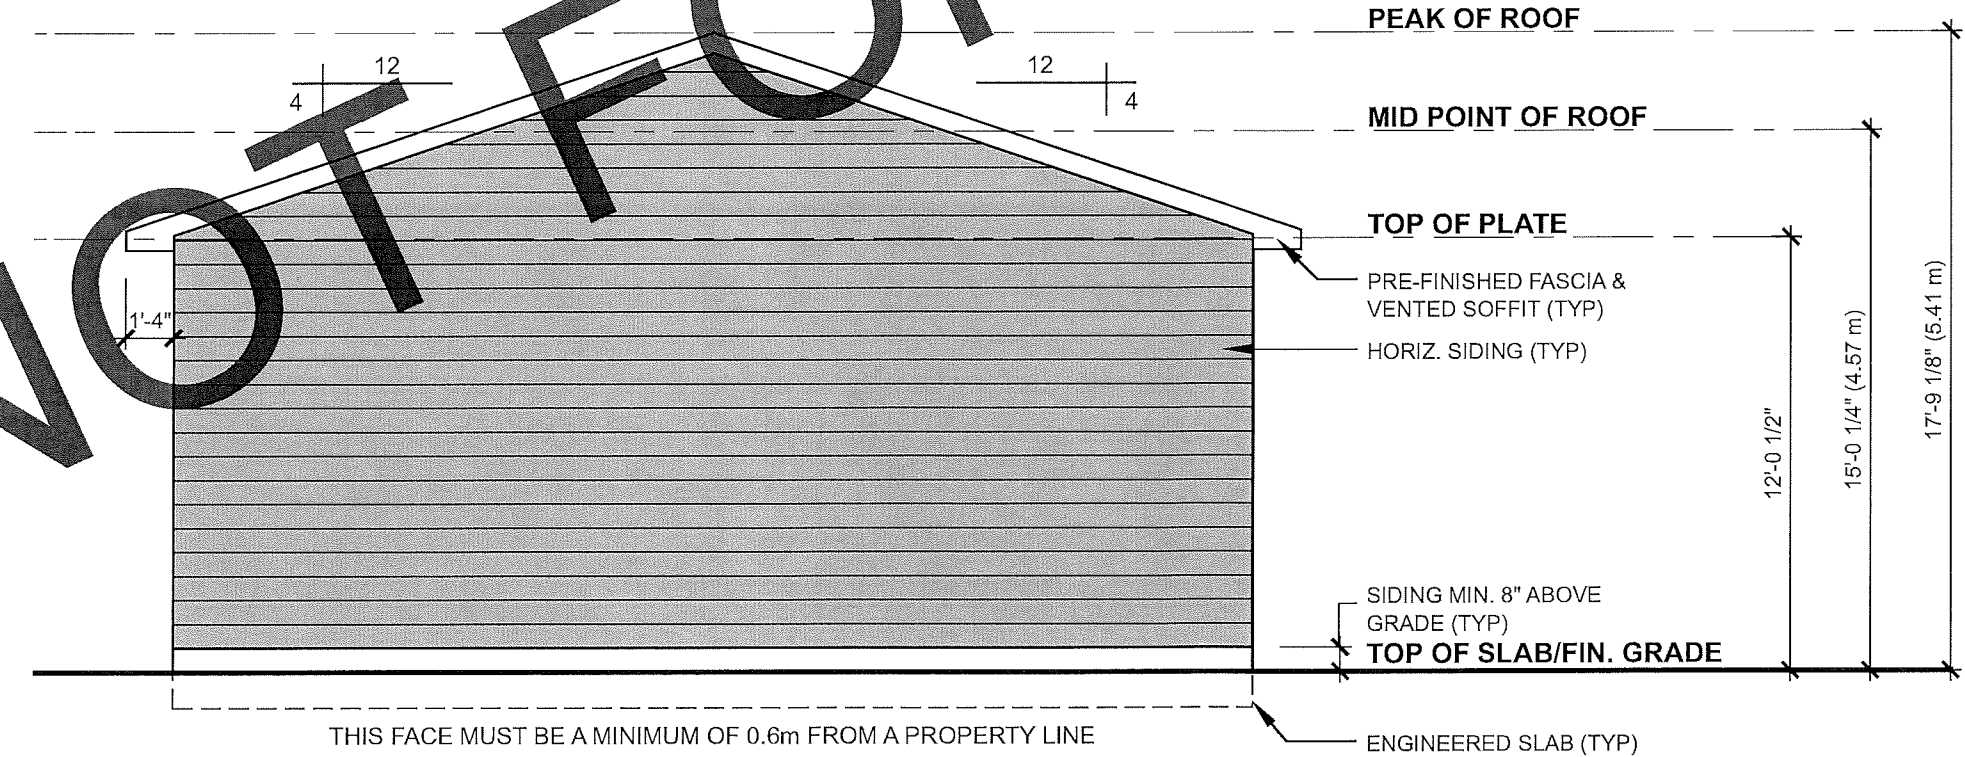 PEAK OF ROOF
12
4
12
4
MID POINT OF ROOF
TOP OF PLATE
PRE-FINISHED FASCIA &
VENTED SOFFIT (TYP)
1'-4"
HORIZ. SIDING (TYP)
12'-0 1/2"
15'-0 1/4" (4.57 m)
17'-9 1/8" (5.41 m)
SIDING MIN. 8" ABOVE
GRADE (TYP)
TOP OF SLAB/FIN. GRADE
THIS FACE MUST BE A MINIMUM OF 0.6m FROM A PROPERTY LINE
ENGINEERED SLAB (TYP)
NOT FOR